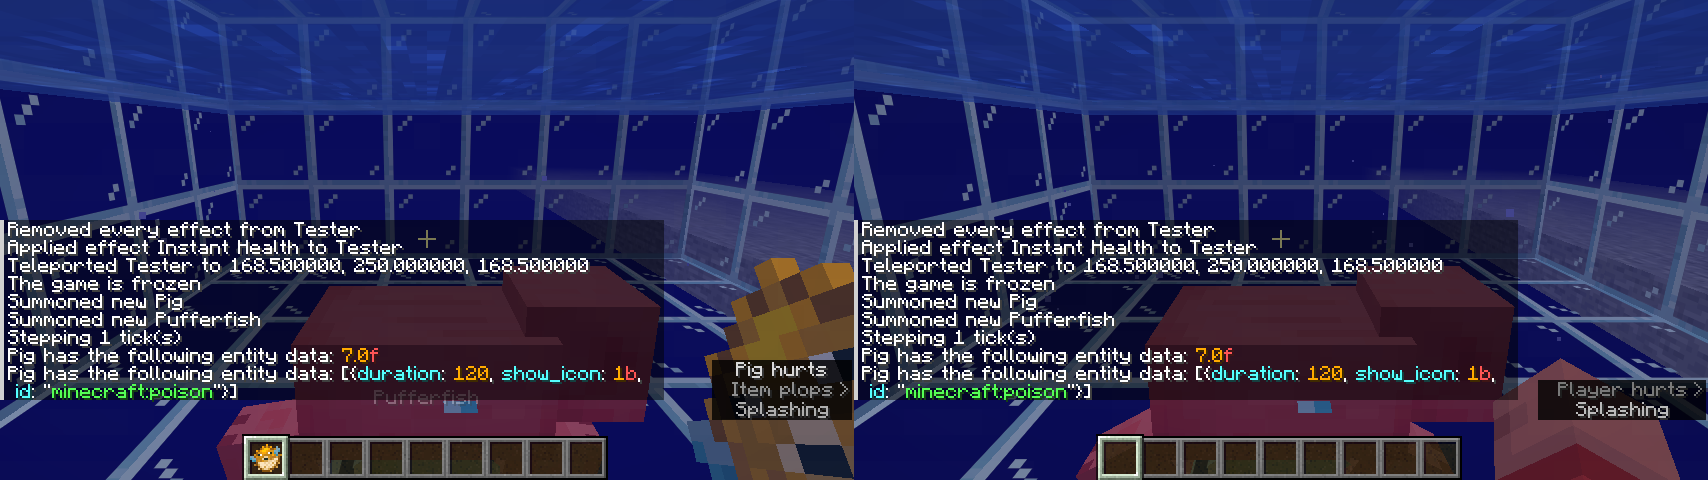 Removed every effect from Tester
Applied effect Instant Health to Tester
Teleported Tester to 168.500000, 250.000000, 168.500000
The game is frozen
Summoned new Pig
Summoned new Pufferfish
Stepping 1 tick(s)
Pig has the following entity data: 7.0f
Pig has the following entity data: [{duration: 120, show_icon: 1b,
id: "minecraft:poison"}]
Pufferfish
Pig hurts
Item plops >
Splashing
Removed every effect from Tester
Applied effect Instant Health to Tester
Teleported Tester to 168.500000, 250.000000, 168.500000
The game is frozen
Summoned new Pig
Summoned new Pufferfish
Stepping 1 tick(s)
Pig has the following entity data: 7.0f
Pig has the following entity data: [{duration: 120, show_icon: 1b,
id: "minecraft:poison"}]
Player hurts >
Splashing